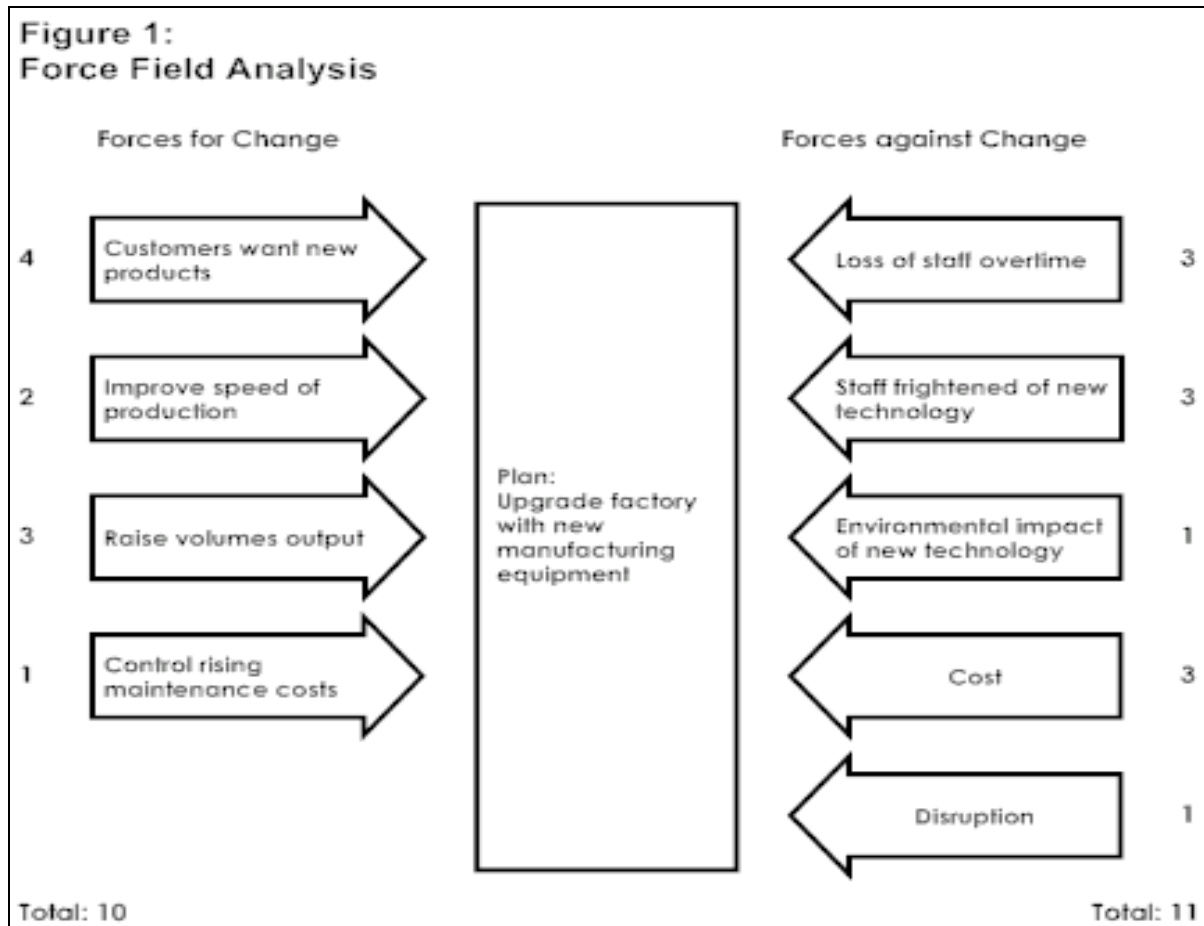 Figure 1:
Force Field Analysis
Forces for Change
4
Customers want new
products
2
Improve speed of
production
3
Raise volumes output
1
Control rising
maintenance costs
Total: 10
Plan:
Upgrade factory
with new
manufacturing
equipment
Forces against Change
Loss of staff overtime
3
Staff frightened of new
technology
3
Environmental impact
of new technology
1
Cost
3
Disruption
1
Total: 11